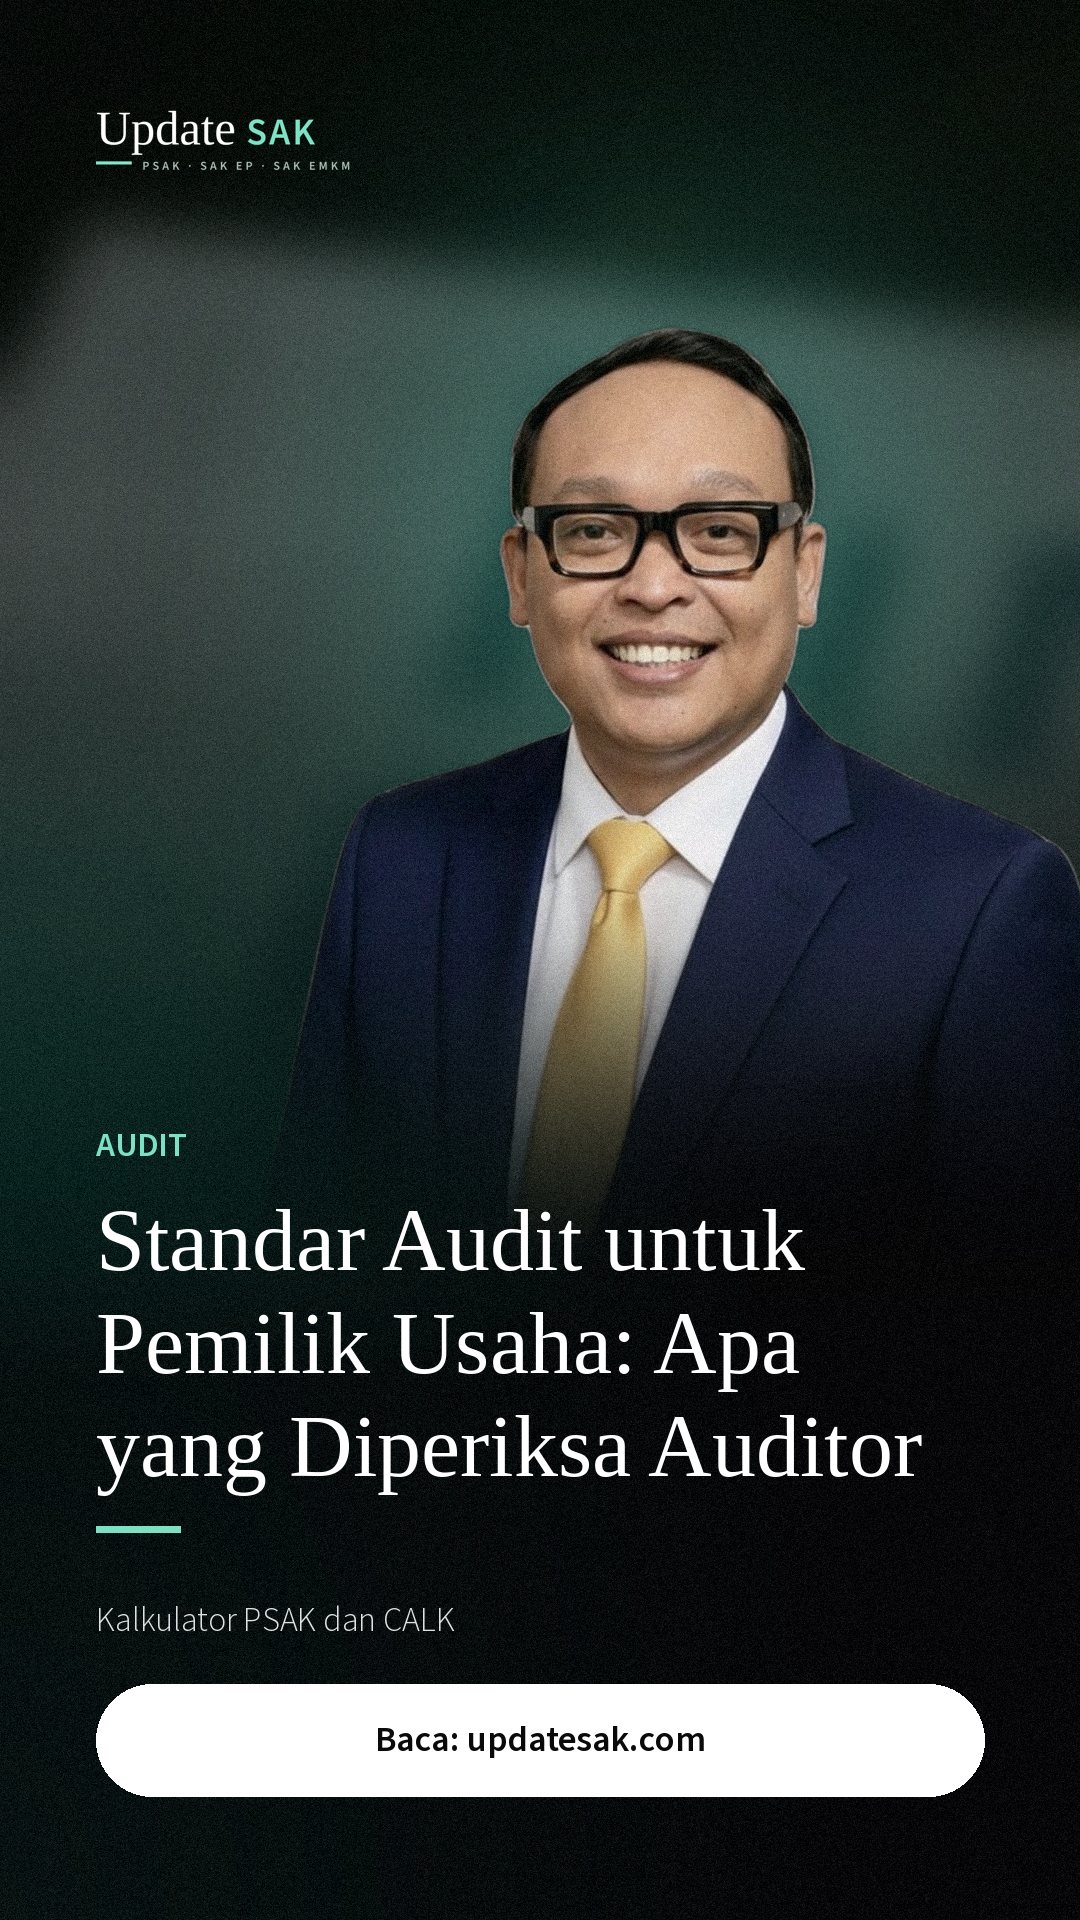 Update SAK
PSAK · SAK EP · SAK EMKM
AUDIT
Standar Audit untuk
Pemilik Usaha: Apa
yang Diperiksa Auditor
Kalkulator PSAK dan CALK
Baca: updatesak.com